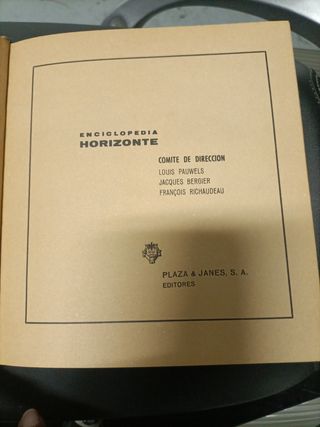 ENCICLOPEDIA
HORIZONTE
COMITE DE DIRECCION
LOUIS PAUWELS
JACQUES BERGIER
FRANÇOIS RICHAUDEAU
PLAZA & JANES, S. A.
EDITORES